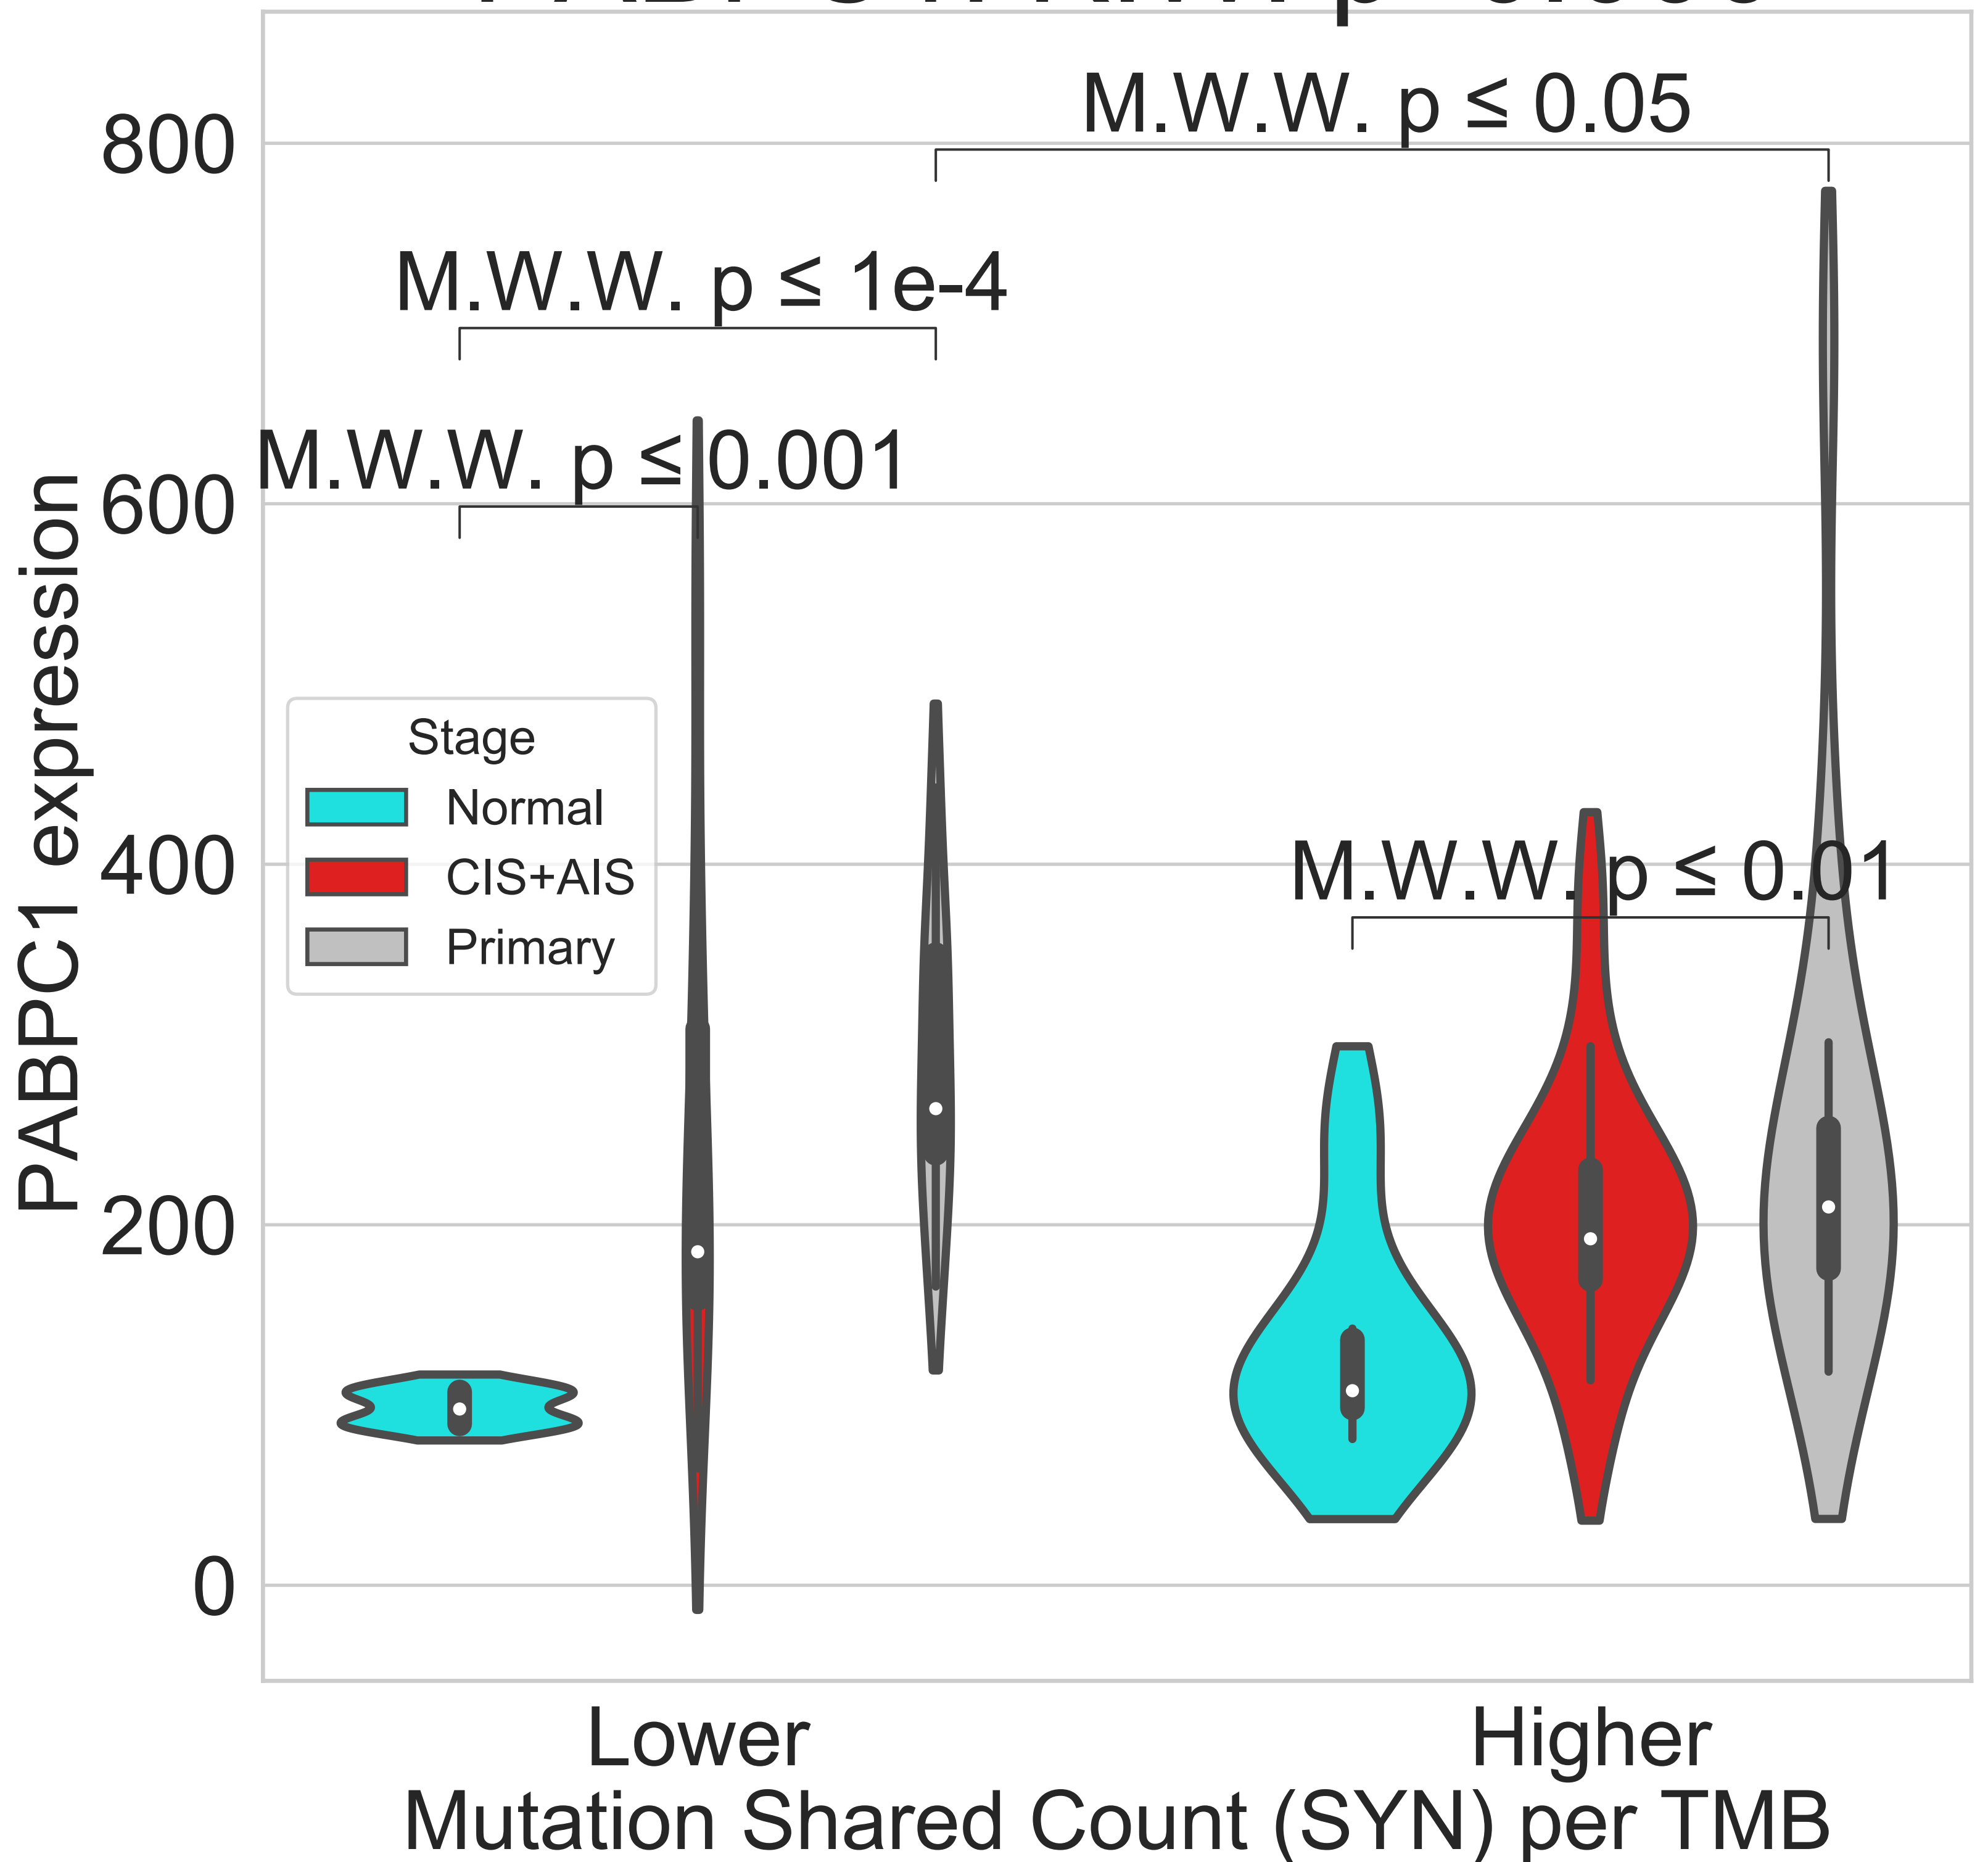 M.W.W. p ≤ 0.05
800
M.W.W. p ≤ 1e-4
M.W.W. p ≤ 0.001
600
PABPC1 expression
Stage
Normal
CIS+AIS
Primary
M.W.W. p ≤ 0.01
400
200
0
Lower
Higher
Mutation Shared Count (SYN) per TMB